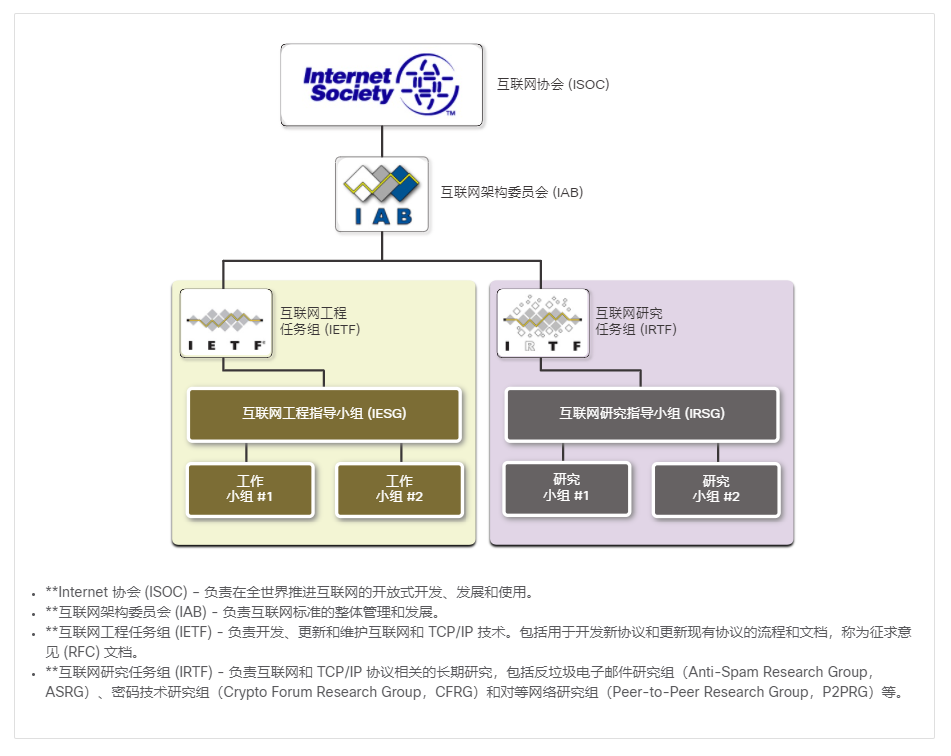 Internet
Society
TM
互联网协会 (ISOC)
I A B
互联网架构委员会 (IAB)
I E T F®
互联网工程
任务组 (IETF)
I R T F
互联网研究
任务组 (IRTF)
互联网工程指导小组 (IESG)
互联网研究指导小组 (IRSG)
工作
小组 #1
工作
小组 #2
研究
小组 #1
研究
小组 #2
• **Internet 协会 (ISOC) – 负责在全世界推进互联网的开放式开发、发展和使用。
• **互联网架构委员会 (IAB) – 负责互联网标准的整体管理和发展。
• **互联网工程任务组 (IETF) – 负责开发、更新和维护互联网和 TCP/IP 技术。包括用于开发新协议和更新现有协议的流程和文档，称为征求意
见 (RFC) 文档。
• **互联网研究任务组 (IRTF) – 负责互联网和 TCP/IP 协议相关的长期研究，包括反垃圾电子邮件研究组（Anti-Spam Research Group，
ASRG）、密码技术研究组（Crypto Forum Research Group，CFRG）和对等网络研究组（Peer-to-Peer Research Group，P2PRG）等。